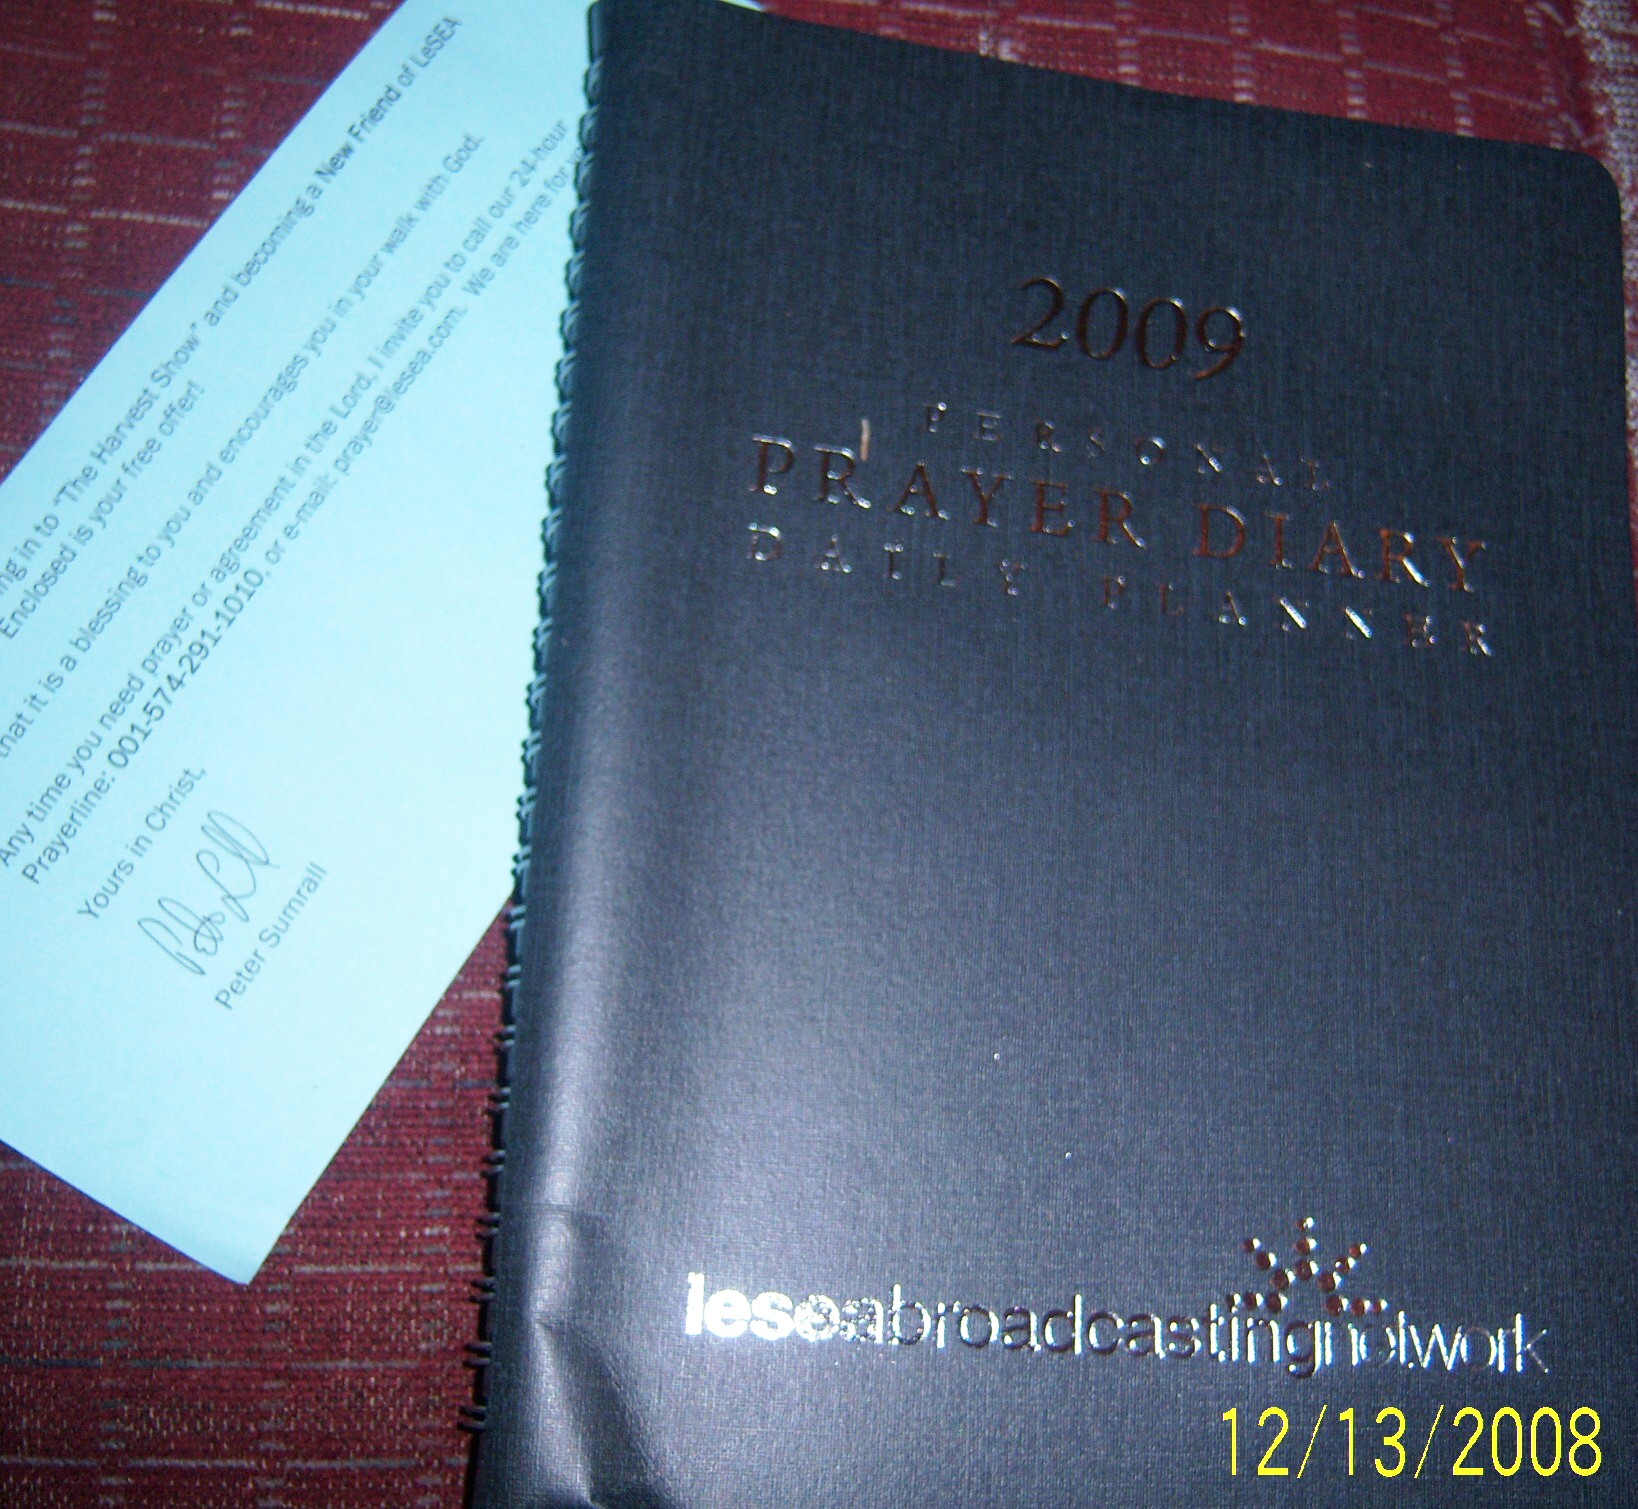 ing in to "The Harvest Show" and becoming a New Friend of LeSEA
Enclosed is your free offer!
that it is a blessing to you and encourages you in your walk with God.
Any time you need prayer or agreement in the Lord, I invite you to call our 24-hour
Prayerline: 001-574-291-1010, or e-mail: prayer@lesea.com. We are here for
Yours in Christ,
Peter Sumrall
2009
PERSONAL
PRAYER DIARY
DAILY PLANNER
leseabroadcastingnetwork
12/13/2008